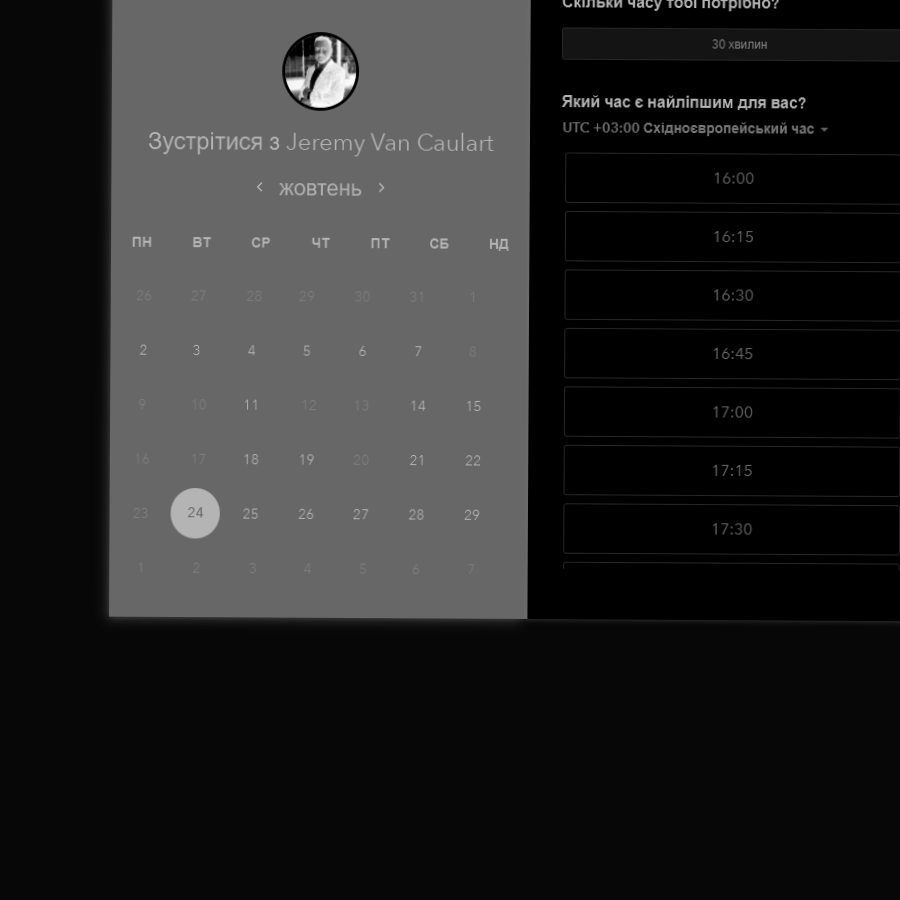 Зустрітися з Jeremy Van Caulart
жовтень
ПН ВТ СР ЧТ ПТ СБ НД
26 27 28 29 30 31 1
2 3 4 5 6 7 8
9 10 11 12 13 14 15
16 17 18 19 20 21 22
23 24 25 26 27 28 29
1 2 3 4 5 6 7
Скільки часу тобі потрібно?
30 хвилин
Який час є найліпшим для вас?
UTC +03:00 Східноєвропейський час
16:00
16:15
16:30
16:45
17:00
17:15
17:30